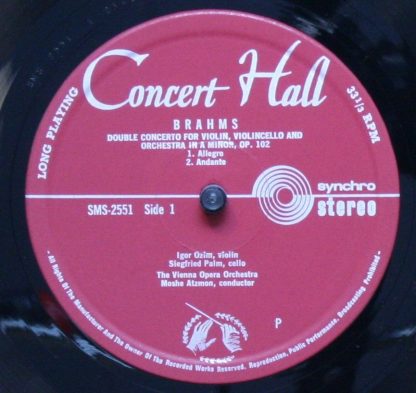 LONG PLAYING
Concert Hall
33 1/3 RPM
BRAHMS
DOUBLE CONCERTO FOR VIOLIN, VIOLINCELLO AND
ORCHESTRA IN A MINOR, OP. 102
1. Allegro
2. Andante
SMS-2551 Side 1
synchro
stereo
Igor Ozim, violin
Siegfried Palm, cello
The Vienna Opera Orchestra
Moshe Atzmon, conductor
P
- All Rights Of The Manufacturer And The Owner Of The Recorded Works Reserved. Reproduction, Public Performance, Broadcasting Prohibited -